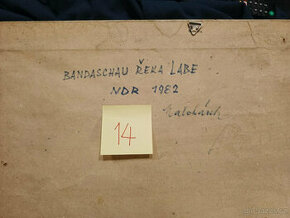 BANDASCHAU ŘEKA LABE
NDR 1982
14